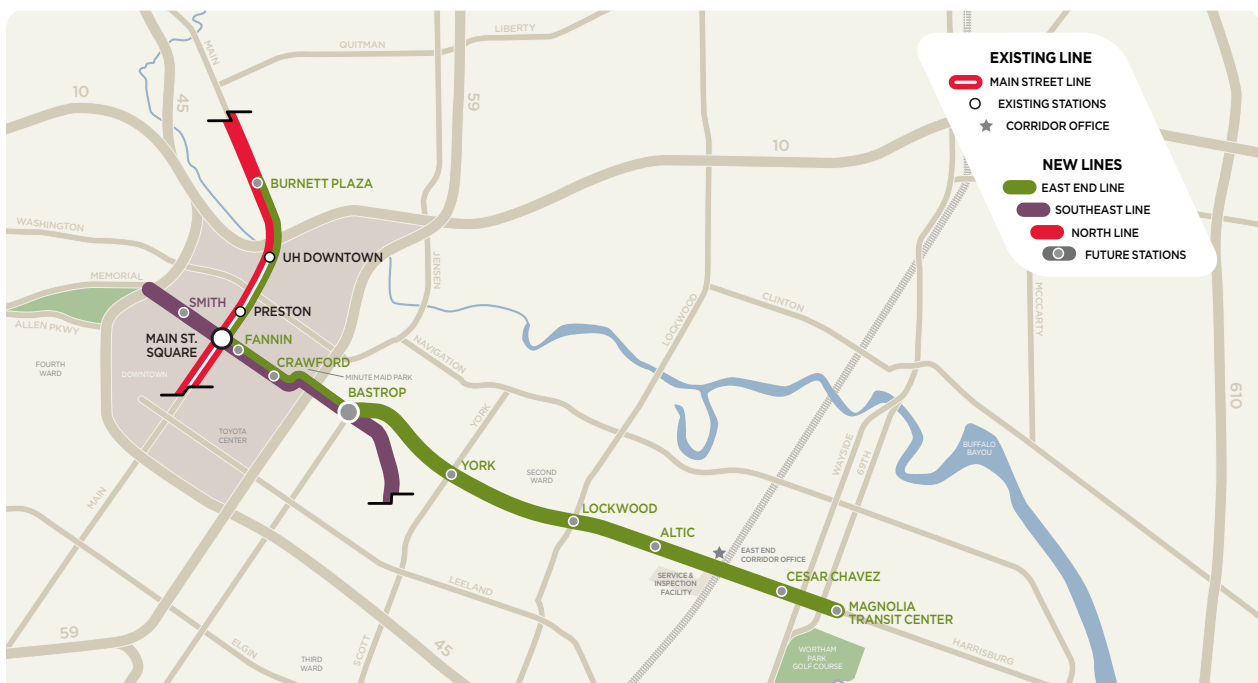 LIBERTY
QUITMAN
MAIN
10
45
59
10
EXISTING LINE
MAIN STREET LINE
EXISTING STATIONS
CORRIDOR OFFICE
NEW LINES
EAST END LINE
SOUTHEAST LINE
NORTH LINE
FUTURE STATIONS
BURNETT PLAZA
WASHINGTON
UH DOWNTOWN
JENSEN
MEMORIAL
SMITH
PRESTON
ALLEN PKWY
MAIN ST.
SQUARE
FANNIN
CRAWFORD
MINUTE MAID PARK
NAVIGATION
LOCKWOOD
CLINTON
MCCARTY
FOURTH
WARD
DOWNTOWN
BASTROP
610
TOYOTA
CENTER
YORK
YORK
SECOND
WARD
WAYSIDE
69TH
BUFFALO
BAYOU
MAIN
LOCKWOOD
ALTIC
EAST END
CORRIDOR OFFICE
SERVICE &
INSPECTION
FACILITY
CESAR CHAVEZ
MAGNOLIA
TRANSIT CENTER
LEELAND
59
ELGIN
THIRD
WARD
SCOTT
45
WORTHAM
PARK
GOLF COURSE
HARRISBURG